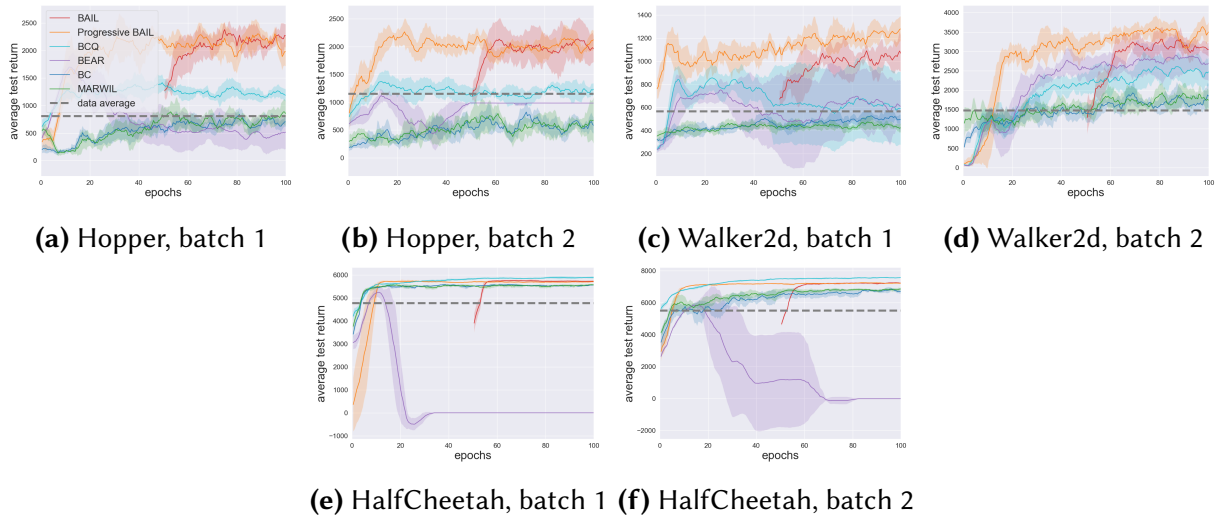 BAIL
Progressive BAIL
BCQ
BEAR
BC
MARWIL
data average
average test return
2500
2000
1500
1000
500
0
0 20 40 60 80 100
epochs
(a) Hopper, batch 1
average test return
2500
2000
1500
1000
500
0
0 20 40 60 80 100
epochs
(b) Hopper, batch 2
average test return
1400
1200
1000
800
600
400
200
0 20 40 60 80 100
epochs
(c) Walker2d, batch 1
average test return
4000
3500
3000
2500
2000
1500
1000
500
0
0 20 40 60 80 100
epochs
(d) Walker2d, batch 2
average test return
6000
5000
4000
3000
2000
1000
0
−1000
0 20 40 60 80 100
epochs
(e) HalfCheetah, batch 1
average test return
8000
6000
4000
2000
0
−2000
0 20 40 60 80 100
epochs
(f) HalfCheetah, batch 2